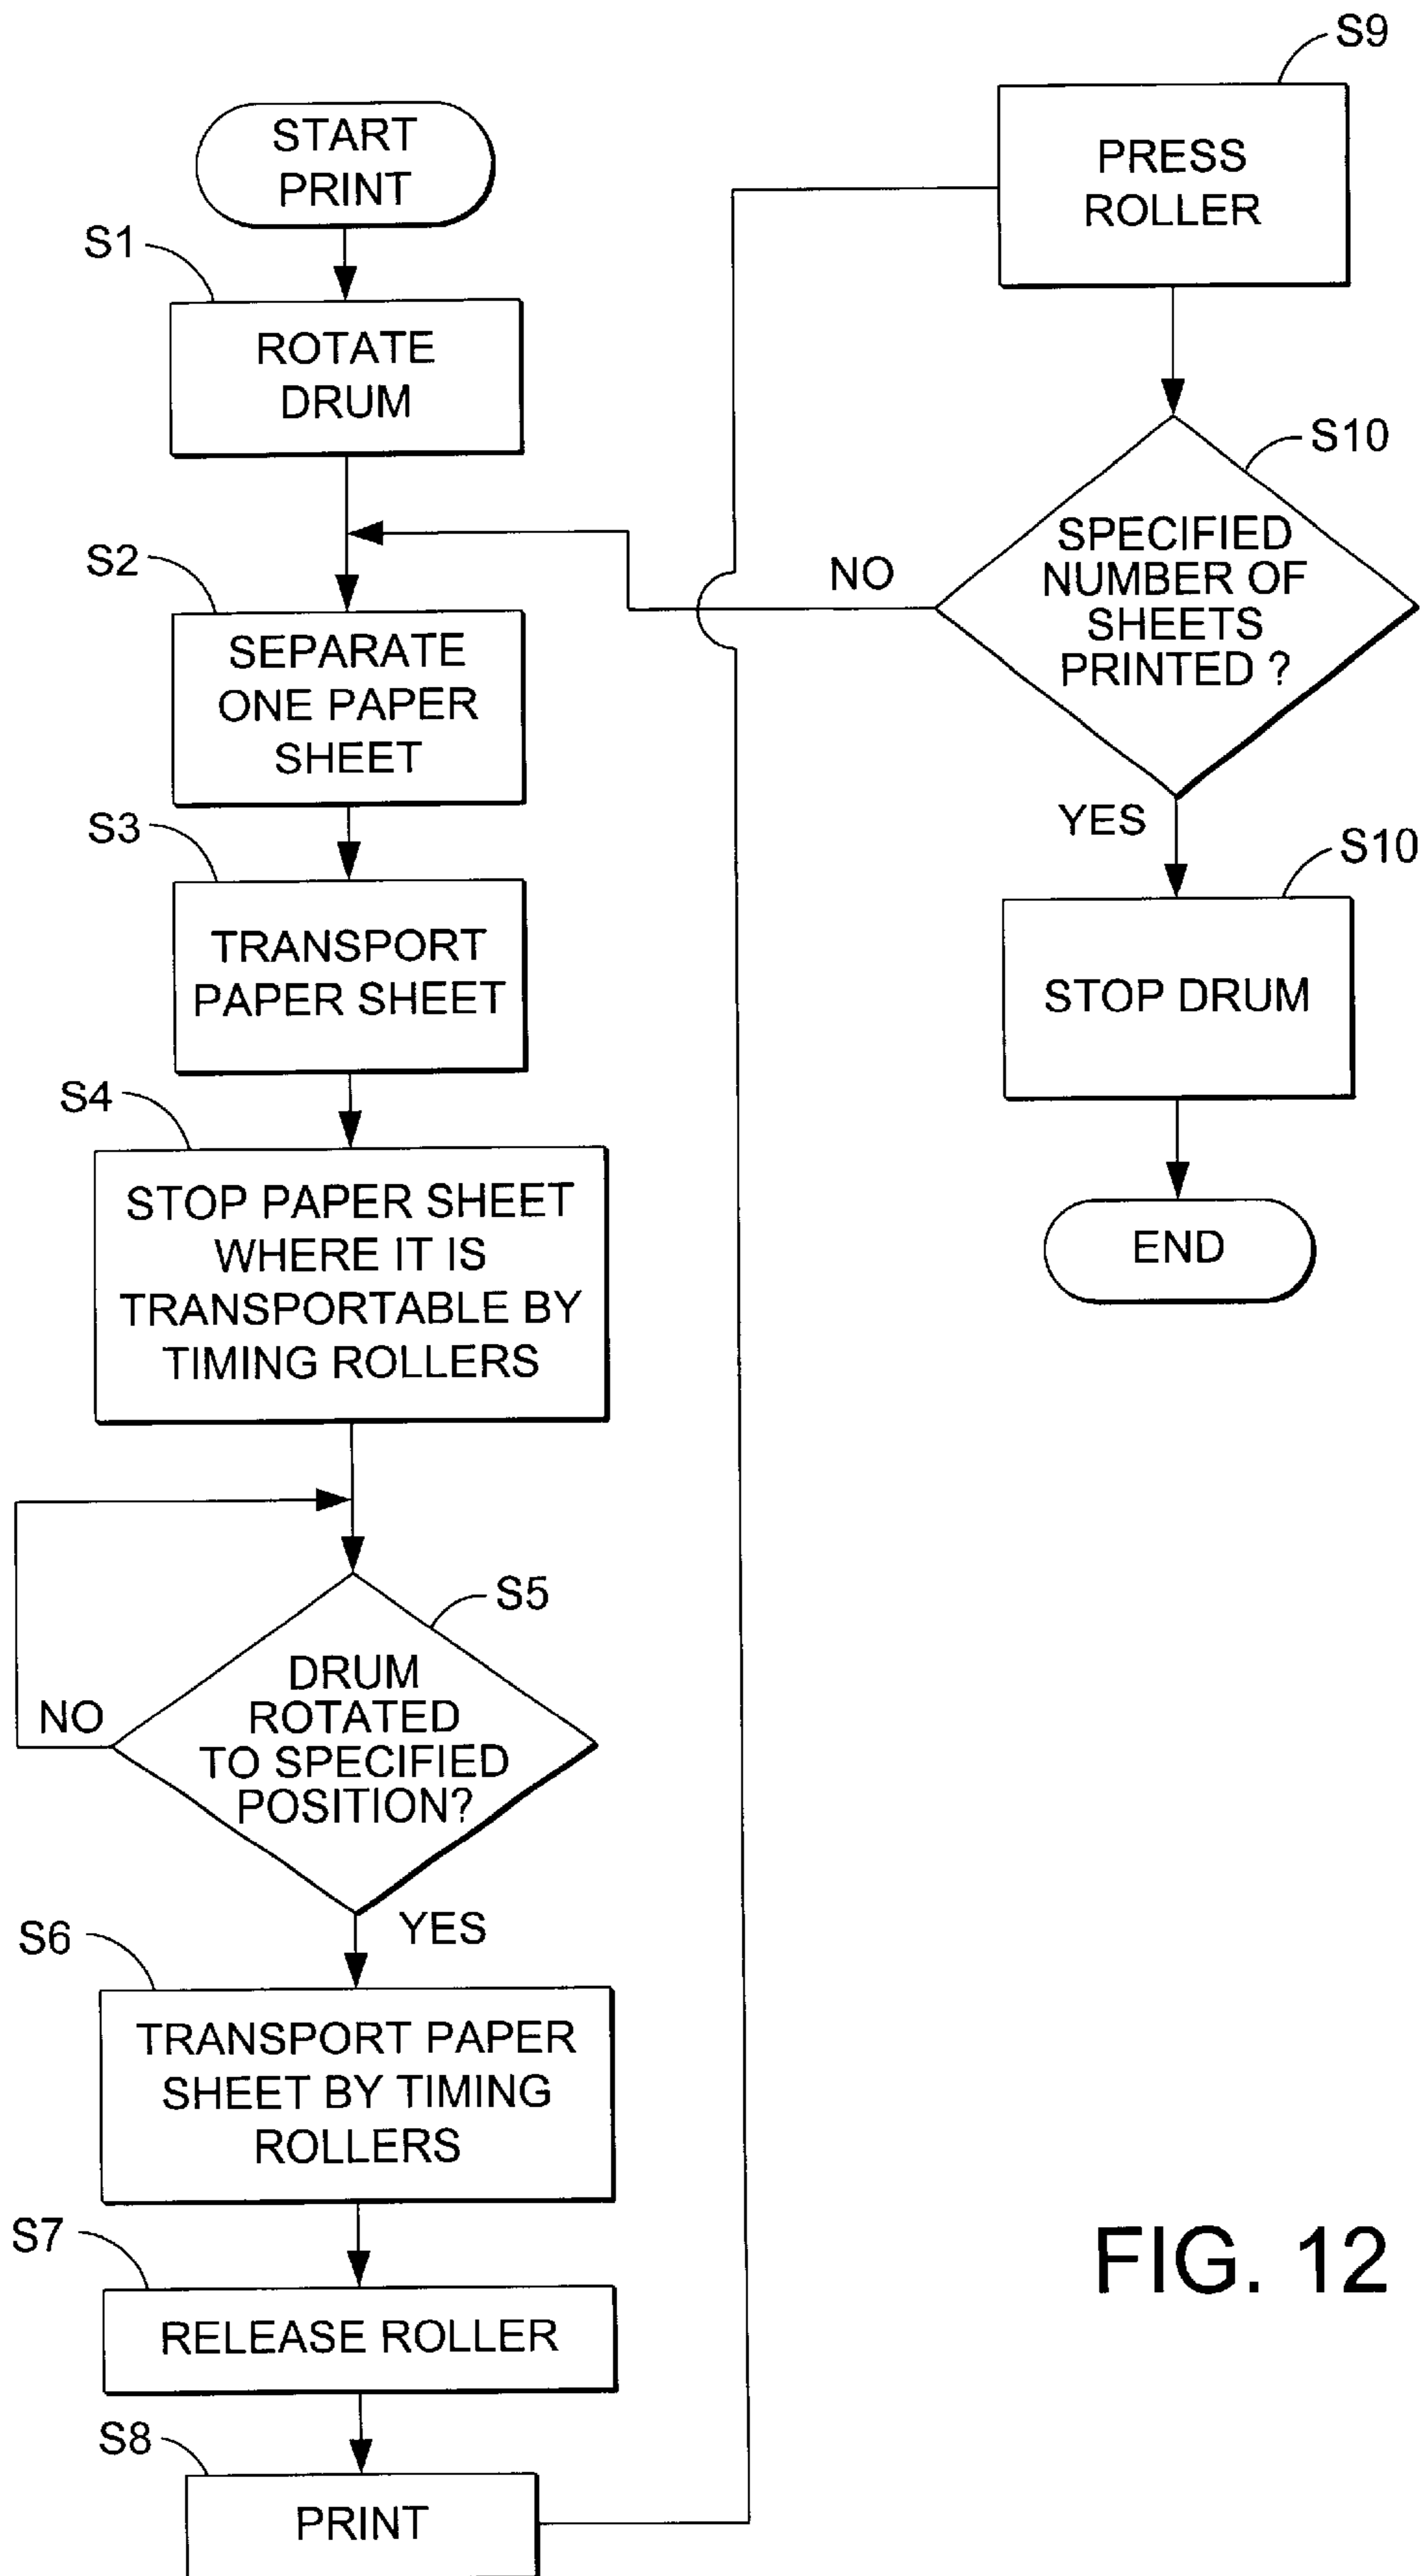 START
PRINT
S1
ROTATE
DRUM
S2
SEPARATE
ONE PAPER
SHEET
S3
TRANSPORT
PAPER SHEET
S4
STOP PAPER SHEET
WHERE IT IS
TRANSPORTABLE BY
TIMING ROLLERS
S5
DRUM
ROTATED
TO SPECIFIED
POSITION?
NO
YES
S6
TRANSPORT PAPER
SHEET BY TIMING
ROLLERS
S7
RELEASE ROLLER
S8
PRINT
S9
PRESS
ROLLER
S10
SPECIFIED
NUMBER OF
SHEETS
PRINTED ?
NO
YES
S10
STOP DRUM
END
FIG. 12